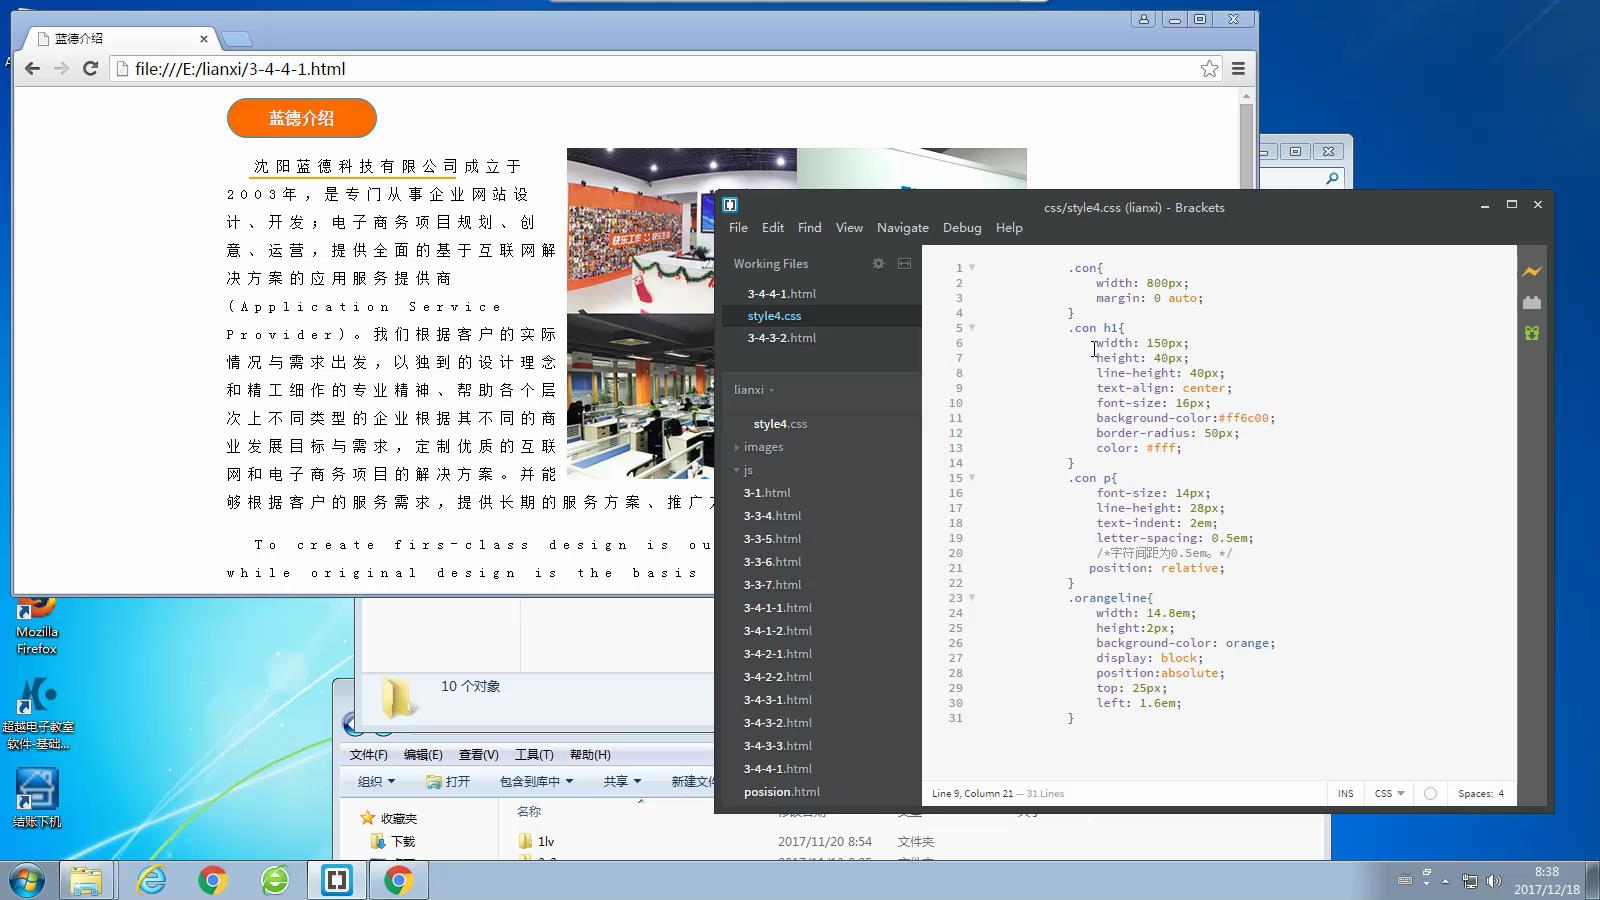 蓝德介绍
file:///E:/lianxi/3-4-4-1.html
蓝德介绍
沈阳蓝德科技有限公司成立于
2003年，是专门从事企业网站设
计、开发；电子商务项目规划、创
意、运营，提供全面的基于互联网解
决方案的应用服务提供商
(Application Service
Provider)。我们根据客户的实际
情况与需求出发，以独到的设计理念
和精工细作的专业精神、帮助各个层
次上不同类型的企业根据其不同的商
业发展目标与需求，定制优质的互联
网和电子商务项目的解决方案。并能
够根据客户的服务需求，提供长期的服务方案、推广
To create firs-class design is ou
while original design is the basis
快乐工作 快乐生活
css/style4.css (lianxi) - Brackets
File Edit Find View Navigate Debug Help
Working Files
3-4-4-1.html
style4.css
3-4-3-2.html
lianxi
style4.css
images
js
3-1.html
3-3-4.html
3-3-5.html
3-3-6.html
3-3-7.html
3-4-1-1.html
3-4-1-2.html
3-4-2-1.html
3-4-2-2.html
3-4-3-1.html
3-4-3-2.html
3-4-3-3.html
3-4-4-1.html
posision.html
1 .con{
2 width: 800px;
3 margin: 0 auto;
4 }
5 .con h1{
6 width: 150px;
7 height: 40px;
8 line-height: 40px;
9 text-align: center;
10 font-size: 16px;
11 background-color:#ff6c00;
12 border-radius: 50px;
13 color: #fff;
14 }
15 .con p{
16 font-size: 14px;
17 line-height: 28px;
18 text-indent: 2em;
19 letter-spacing: 0.5em;
20 /*字符间距为0.5em。*/
21 position: relative;
22 }
23 .orangeline{
24 width: 14.8em;
25 height:2px;
26 background-color: orange;
27 display: block;
28 position:absolute;
29 top: 25px;
30 left: 1.6em;
31 }
Line 9, Column 21 — 31 Lines
INS CSS Spaces: 4
Mozilla
Firefox
超越电子教室
软件-基础...
结账下机
10 个对象
文件(F) 编辑(E) 查看(V) 工具(T) 帮助(H)
组织 打开 包含到库中 共享 新建文件
收藏夹
下载
名称
1lv 2017/11/20 8:54 文件夹
8:38
2017/12/18